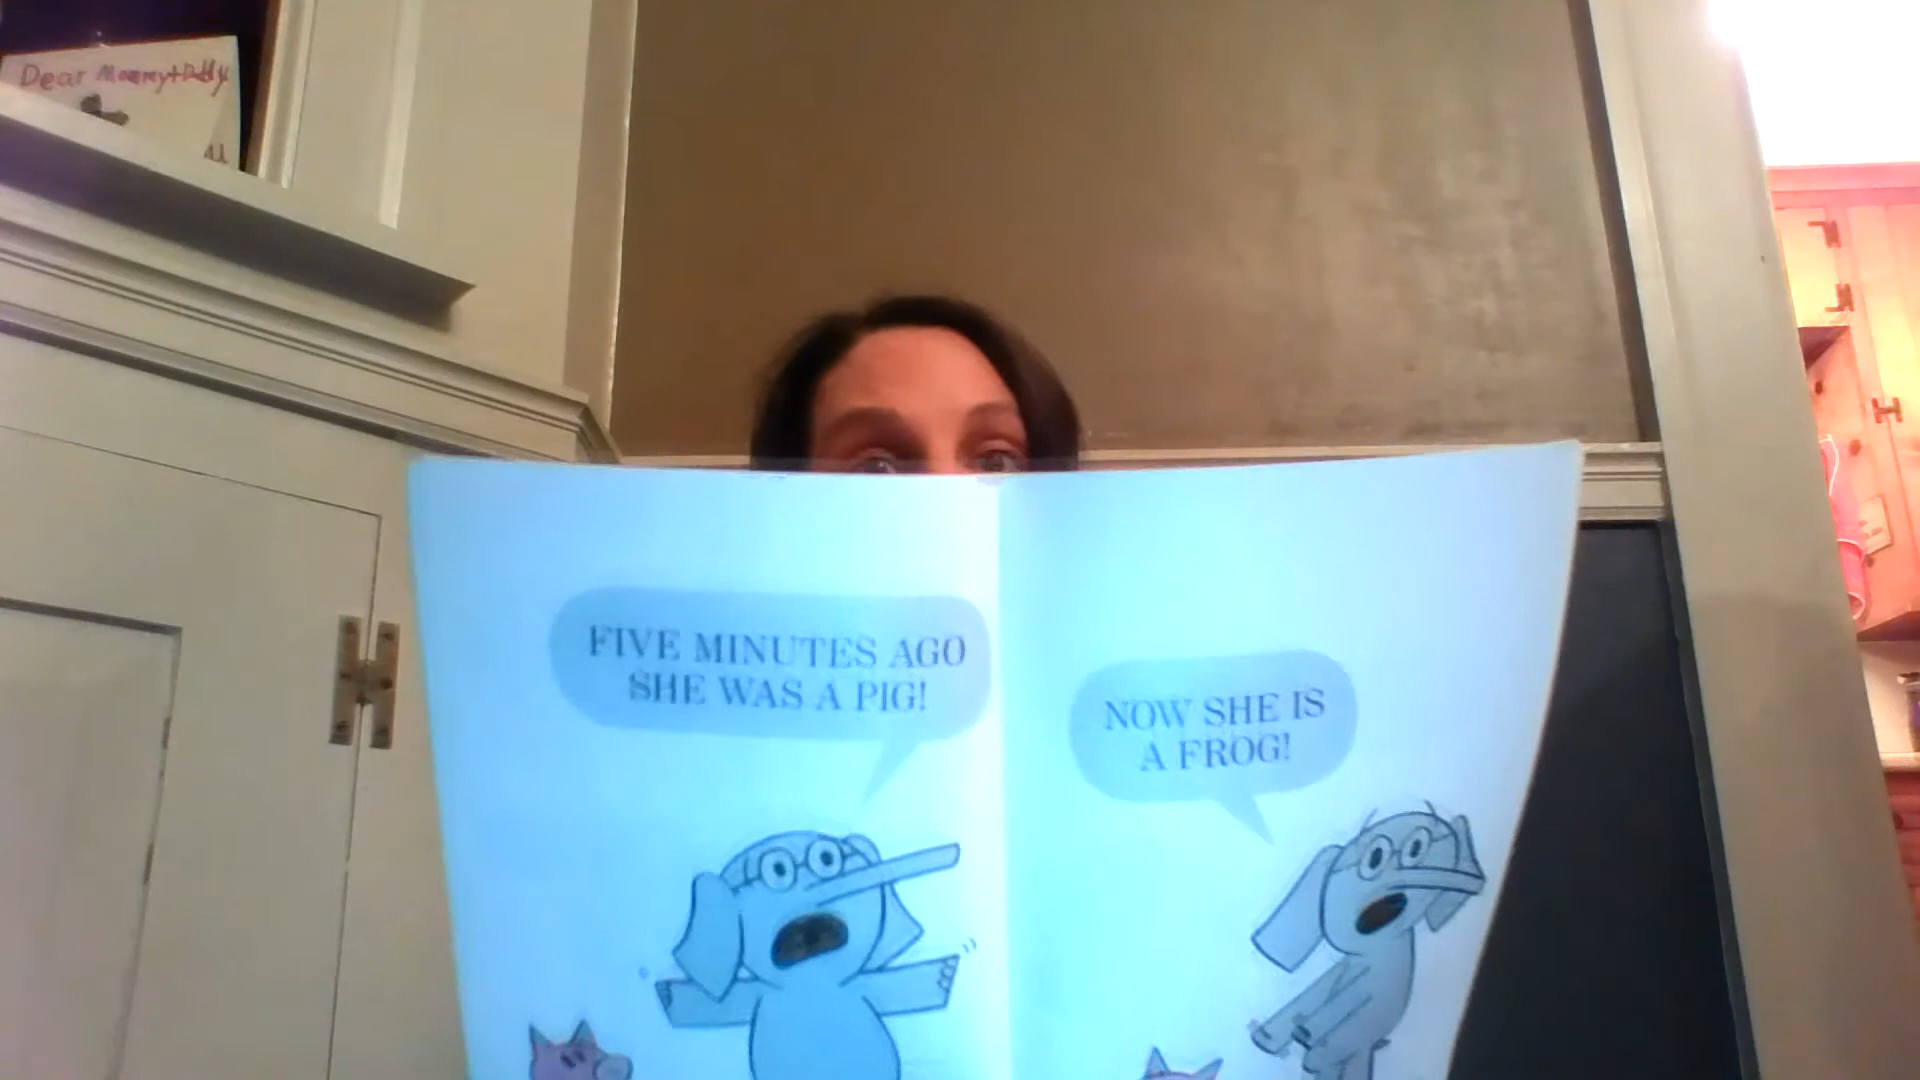 Dear Mommy+Daddy
FIVE MINUTES AGO
SHE WAS A PIG!
NOW SHE IS
A FROG!